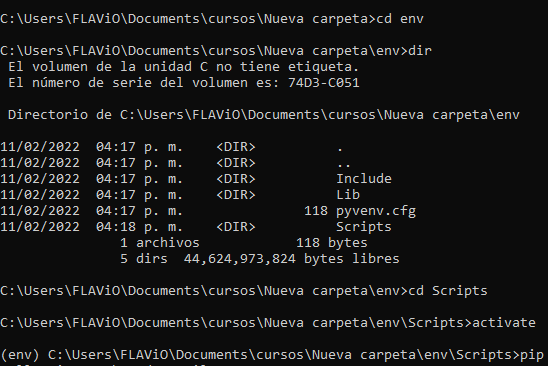 C:\Users\FLAViO\Documents\cursos\Nueva carpeta>cd env
C:\Users\FLAViO\Documents\cursos\Nueva carpeta\env>dir
El volumen de la unidad C no tiene etiqueta.
El número de serie del volumen es: 74D3-C051
Directorio de C:\Users\FLAViO\Documents\cursos\Nueva carpeta\env
11/02/2022  04:17 p. m.    <DIR>          .
11/02/2022  04:17 p. m.    <DIR>          ..
11/02/2022  04:17 p. m.    <DIR>          Include
11/02/2022  04:17 p. m.    <DIR>          Lib
11/02/2022  04:17 p. m.               118 pyvenv.cfg
11/02/2022  04:18 p. m.    <DIR>          Scripts
1 archivos            118 bytes
5 dirs  44,624,973,824 bytes libres
C:\Users\FLAViO\Documents\cursos\Nueva carpeta\env>cd Scripts
C:\Users\FLAViO\Documents\cursos\Nueva carpeta\env\Scripts>activate
(env) C:\Users\FLAViO\Documents\cursos\Nueva carpeta\env\Scripts>pip